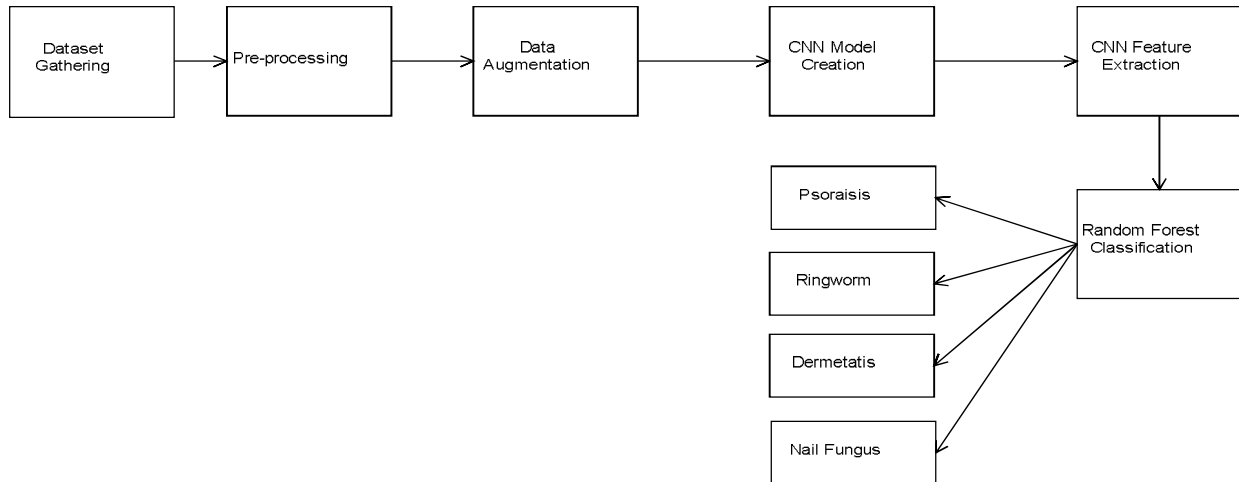 Dataset
Gathering
Pre-processing
Data
Augmentation
CNN Model
Creation
CNN Feature
Extraction
Psoraisis
Random Forest
Classification
Ringworm
Dermetatis
Nail Fungus